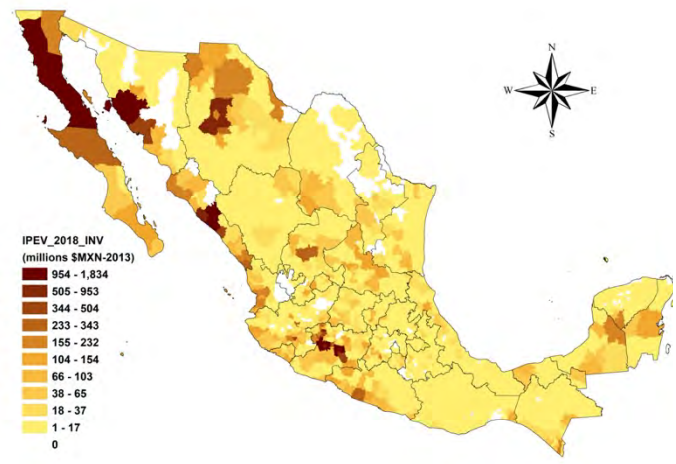 N
W E
S
IPEV_2018_INV
(millions $MXN-2013)
954 - 1,834
505 - 953
344 - 504
233 - 343
155 - 232
104 - 154
66 - 103
38 - 65
18 - 37
1 - 17
0